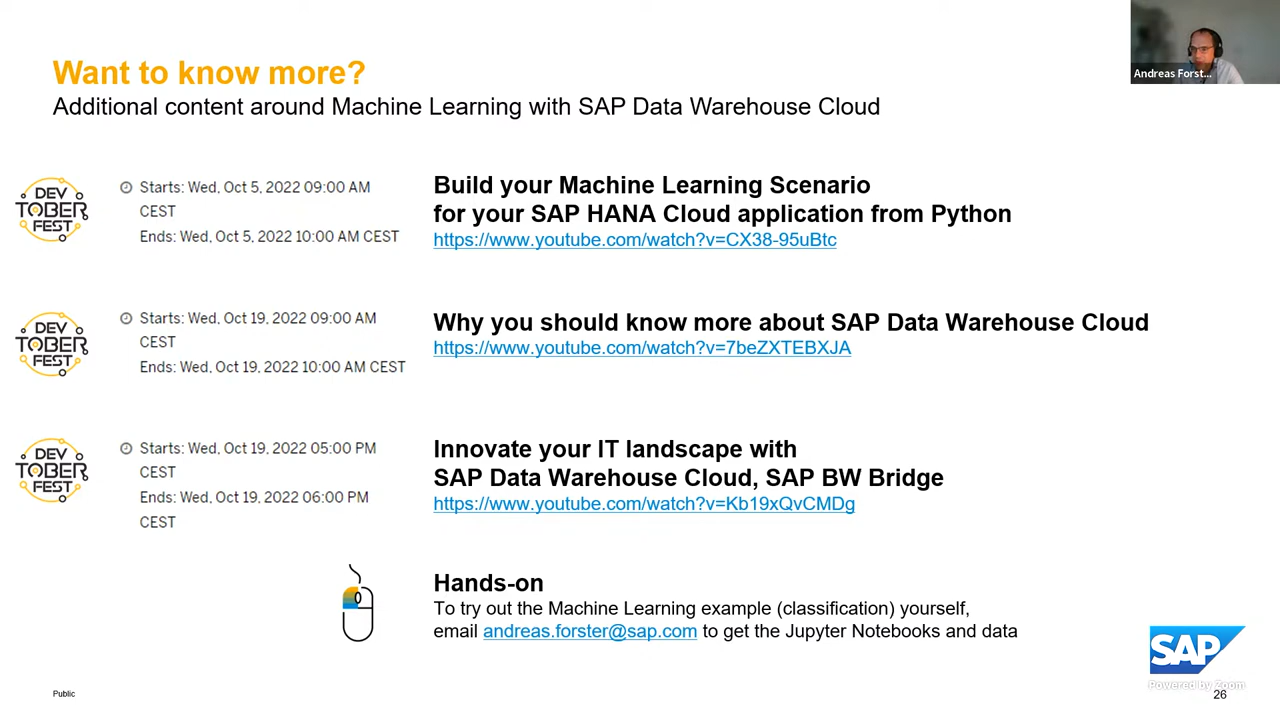 Want to know more?
Additional content around Machine Learning with SAP Data Warehouse Cloud
Andreas Forst...
DEV
TOBER
FEST
Starts: Wed, Oct 5, 2022 09:00 AM
CEST
Ends: Wed, Oct 5, 2022 10:00 AM CEST
Build your Machine Learning Scenario
for your SAP HANA Cloud application from Python
https://www.youtube.com/watch?v=CX38-95uBtc
DEV
TOBER
FEST
Starts: Wed, Oct 19, 2022 09:00 AM
CEST
Ends: Wed, Oct 19, 2022 10:00 AM CEST
Why you should know more about SAP Data Warehouse Cloud
https://www.youtube.com/watch?v=7beZXTEBXJA
DEV
TOBER
FEST
Starts: Wed, Oct 19, 2022 05:00 PM
CEST
Ends: Wed, Oct 19, 2022 06:00 PM
CEST
Innovate your IT landscape with
SAP Data Warehouse Cloud, SAP BW Bridge
https://www.youtube.com/watch?v=Kb19xQvCMDg
Hands-on
To try out the Machine Learning example (classification) yourself,
email andreas.forster@sap.com to get the Jupyter Notebooks and data
SAP
Powered by Zoom
Public
26